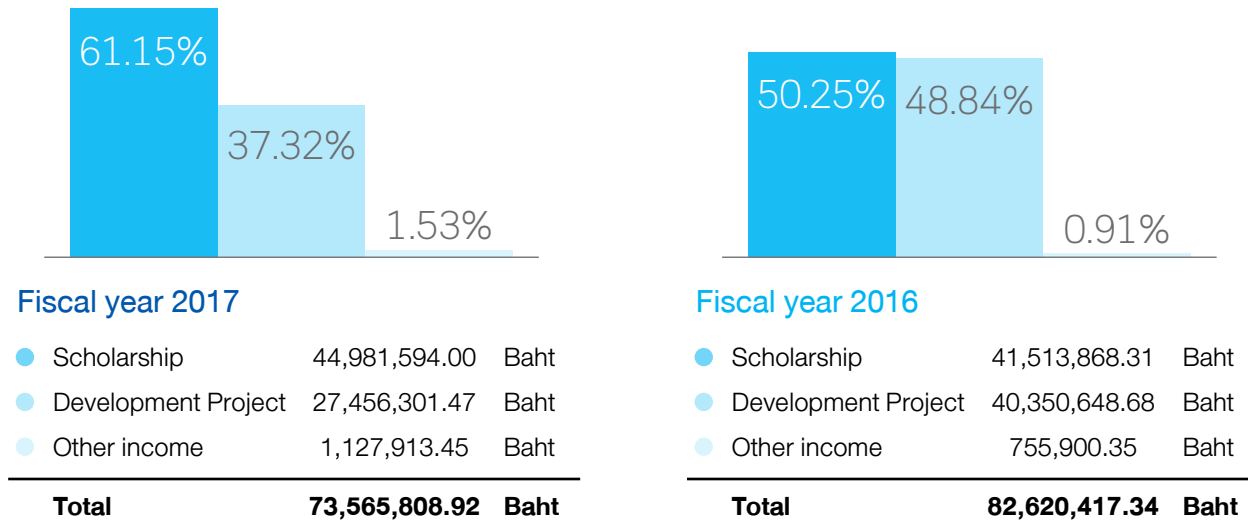 61.15%
37.32%
1.53%
Fiscal year 2017
Scholarship 44,981,594.00 Baht
Development Project 27,456,301.47 Baht
Other income 1,127,913.45 Baht
Total 73,565,808.92 Baht
50.25%
48.84%
0.91%
Fiscal year 2016
Scholarship 41,513,868.31 Baht
Development Project 40,350,648.68 Baht
Other income 755,900.35 Baht
Total 82,620,417.34 Baht